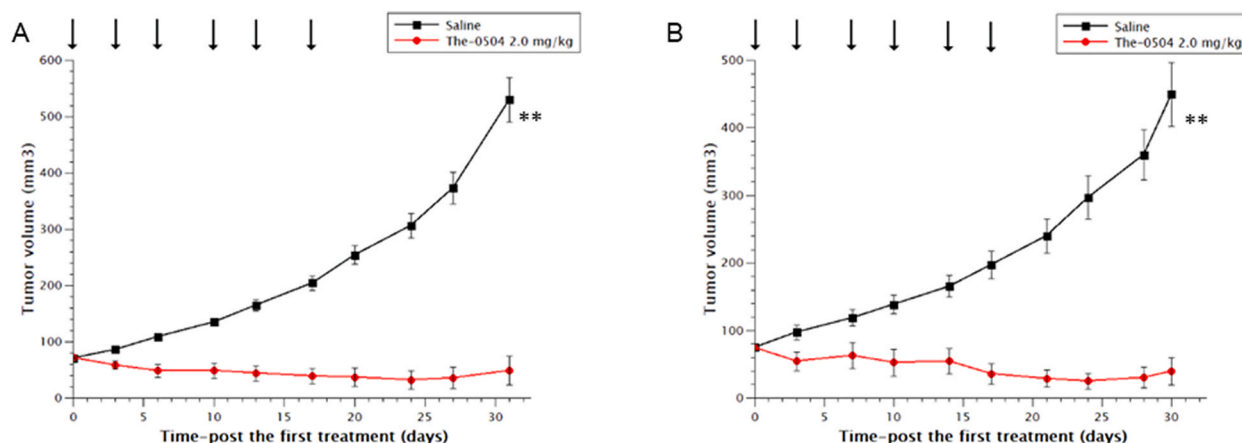 A
Saline
The-0504 2.0 mg/kg
600
500
400
300
200
100
0
Tumor volume (mm3)
**
0
5
10
15
20
25
30
Time-post the first treatment (days)
B
Saline
The-0504 2.0 mg/kg
500
400
300
200
100
0
Tumor volume (mm3)
**
0
5
10
15
20
25
30
Time-post the first treatment (days)